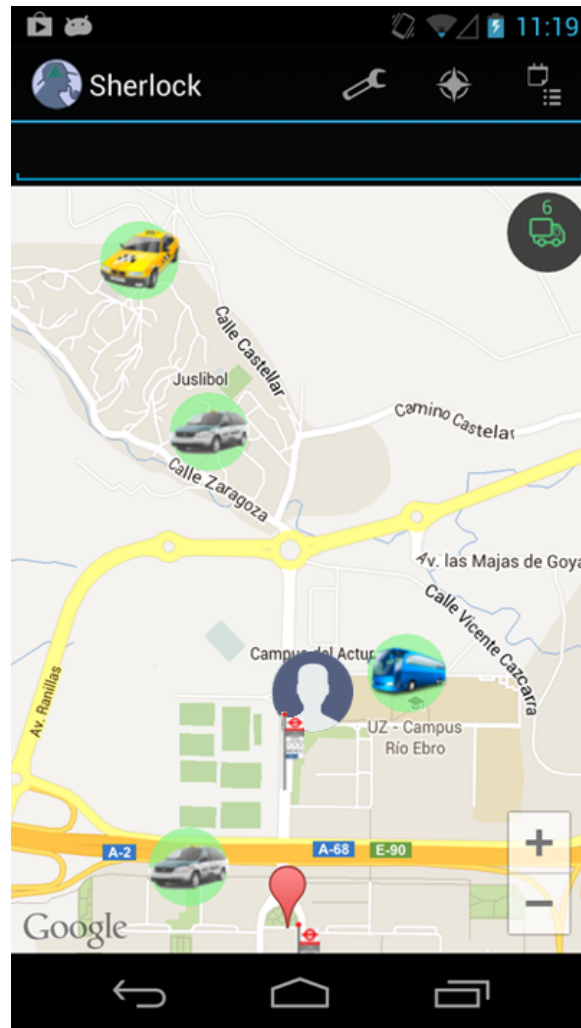 11:19
Sherlock
6
Calle Castellar
Juslibol
Camino Castelar
Calle Zaragoza
Av. las Majas de Goya
Calle Vicente Cazcarra
Campus del Actur
Av. Ranillas
UZ - Campus
Río Ebro
A-2
A-68
E-90
+
−
Google